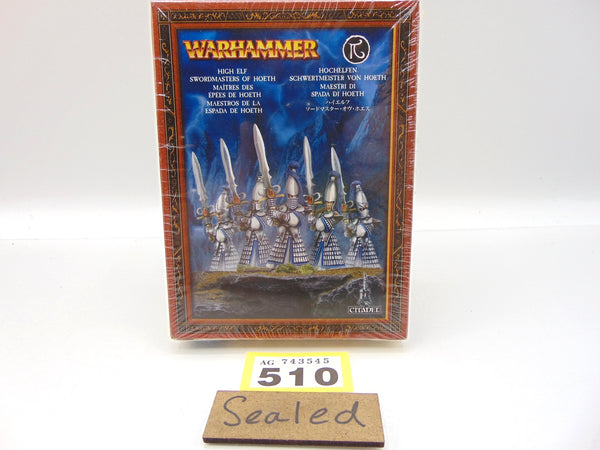 WARHAMMER
HIGH ELF
SWORDMASTERS OF HOETH
MAÎTRES DES
ÉPÉES DE HOETH
MAESTROS DE LA
ESPADA DE HOETH
HOCHELFEN
SCHWERTMEISTER VON HOETH
MAESTRI DI
SPADA DI HOETH
ハイエルフ
ソードマスター・オヴ・ホエス
CITADEL
AG 743545
510
Sealed